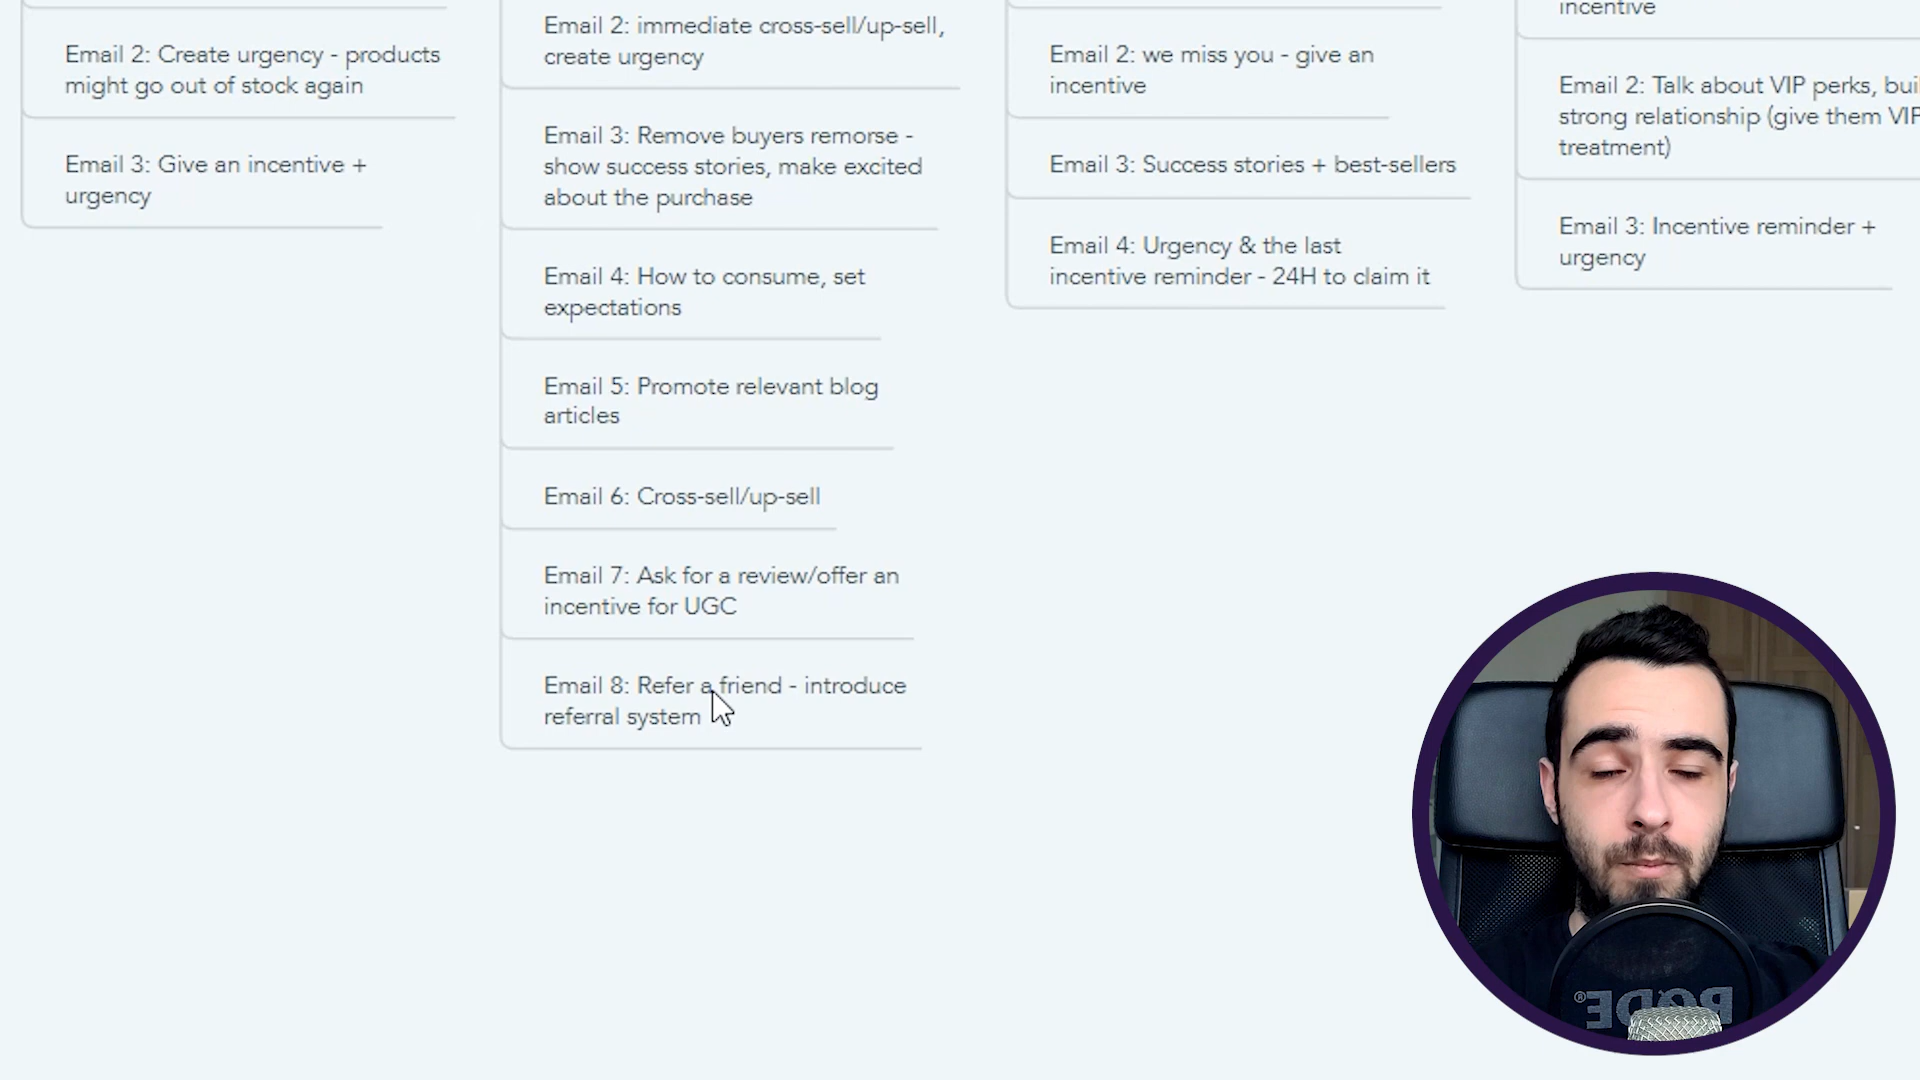 Email 2: Create urgency - products
might go out of stock again
Email 3: Give an incentive +
urgency
Email 2: immediate cross-sell/up-sell,
create urgency
Email 3: Remove buyers remorse -
show success stories, make excited
about the purchase
Email 4: How to consume, set
expectations
Email 5: Promote relevant blog
articles
Email 6: Cross-sell/up-sell
Email 7: Ask for a review/offer an
incentive for UGC
Email 8: Refer a friend - introduce
referral system
Email 2: we miss you - give an
incentive
Email 3: Success stories + best-sellers
Email 4: Urgency & the last
incentive reminder - 24H to claim it
incentive
Email 2: Talk about VIP perks,
strong relationship (give them VIP
treatment)
Email 3: Incentive reminder +
urgency
RODE®